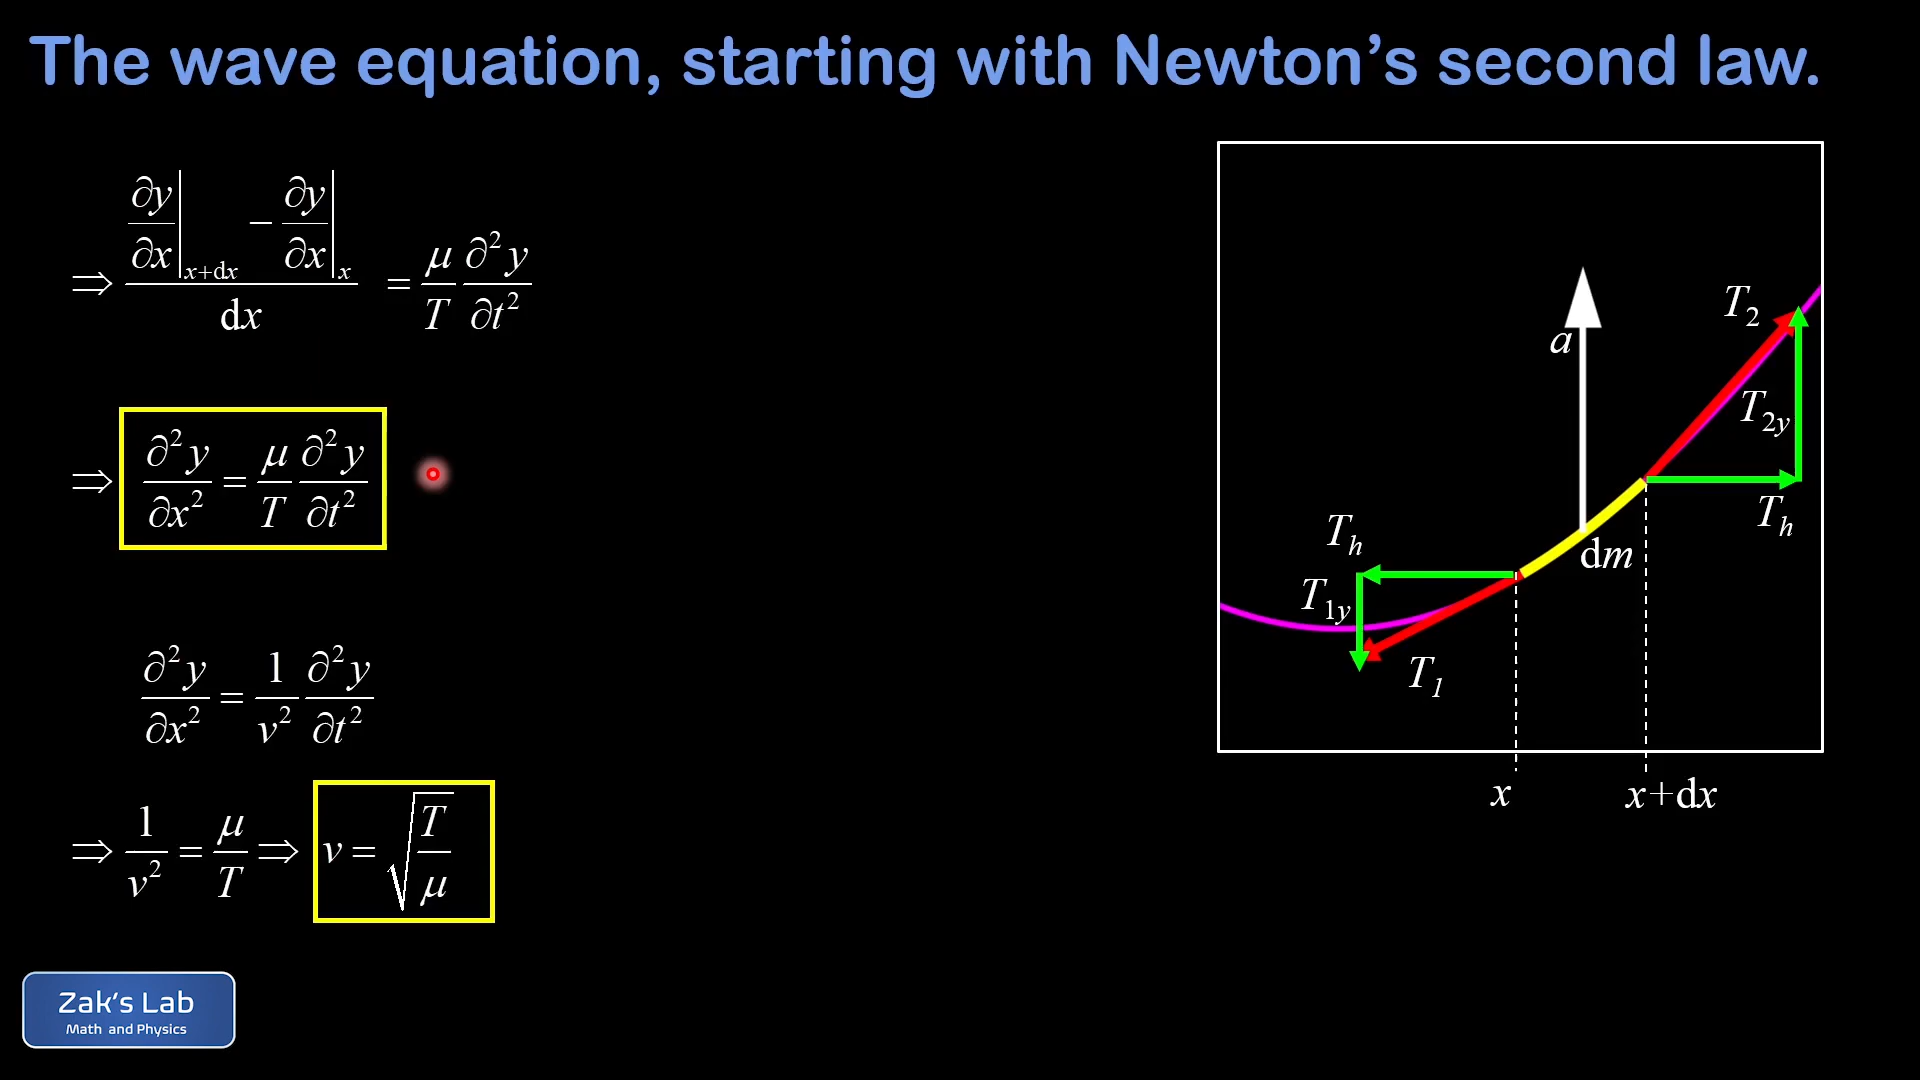 The wave equation, starting with Newton’s second law.
⇒ (∂y/∂x|ₓ₊dₓ − ∂y/∂x|ₓ)/dx = μ/T ∂²y/∂t²
⇒ ∂²y/∂x² = μ/T ∂²y/∂t²
∂²y/∂x² = 1/v² ∂²y/∂t²
⇒ 1/v² = μ/T ⇒ v = √(T/μ)
Zak’s Lab
Math and Physics
T₂
a
T₂y
Tₕ
dm
Tₕ
T₁y
T₁
x
x+dx